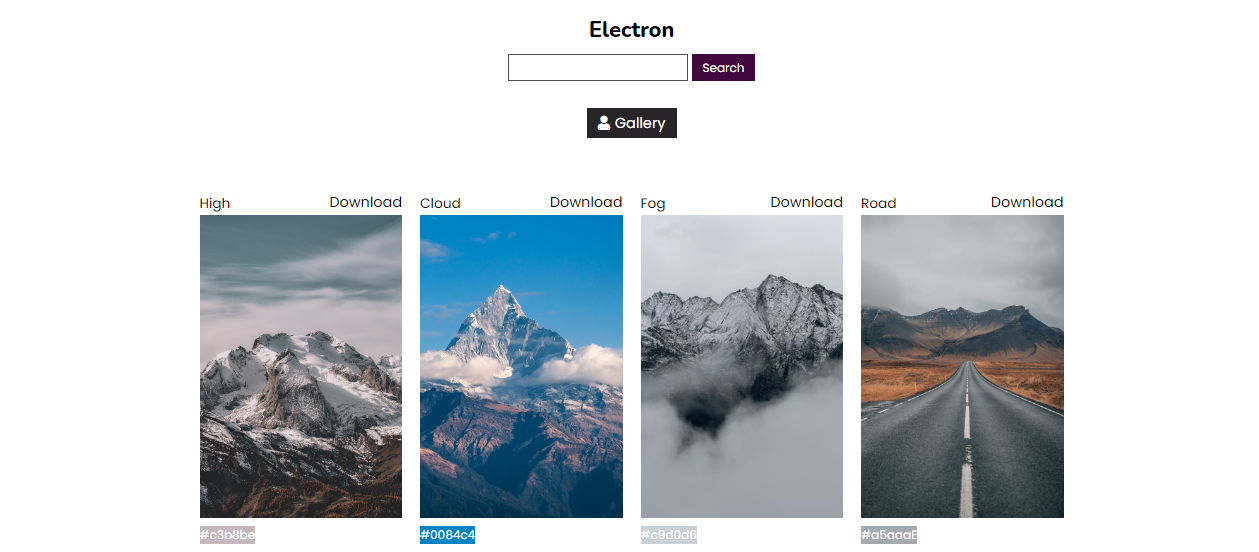 Electron
Search
Gallery
High Download Cloud Download Fog Download Road Download
#c3b8be #0084c4 #c9d0d6 #a5aaaE